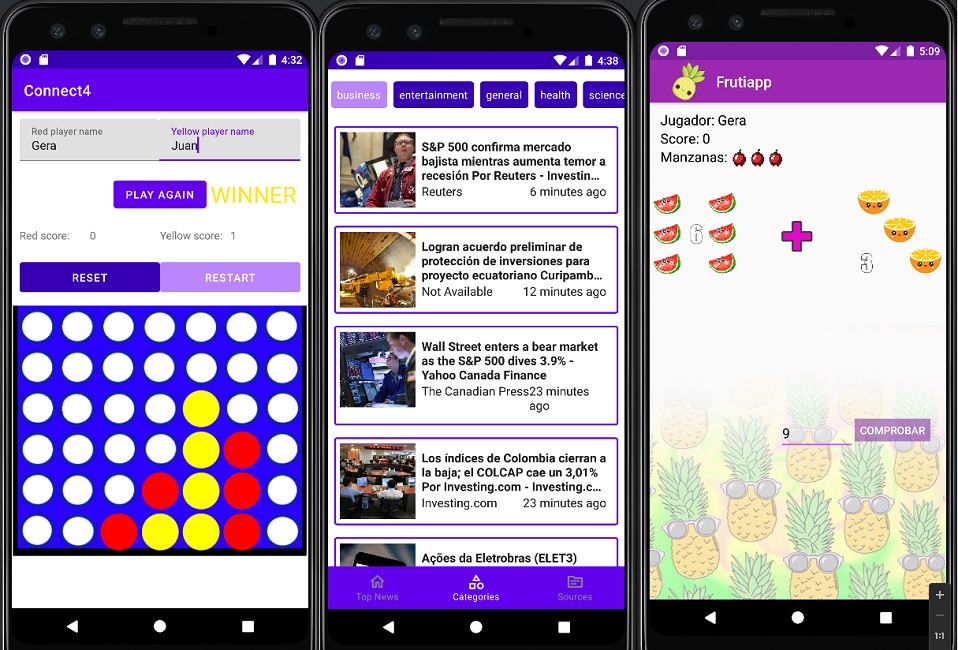 4:32
Connect4
Red player name
Yellow player name
Gera
Juan
PLAY AGAIN
WINNER
Red score: 0
Yellow score: 1
RESET
RESTART
4:38
business
entertainment
general
health
science
S&P 500 confirma mercado
bajista mientras aumenta temor a
recesión Por Reuters - Investin...
Reuters
6 minutes ago
Logran acuerdo preliminar de
protección de inversiones para
proyecto ecuatoriano Curipamb...
Not Available
12 minutes ago
Wall Street enters a bear market
as the S&P 500 dives 3.9% -
Yahoo Canada Finance
The Canadian Press
23 minutes
ago
Los índices de Colombia cierran a
la baja; el COLCAP cae un 3,01%
Por Investing.com - Investing.c...
Investing.com
23 minutes ago
Ações da Eletrobras (ELET3)
Top News
Categories
Sources
5:09
Frutiapp
Jugador: Gera
Score: 0
Manzanas:
6
3
9
COMPROBAR
1:1